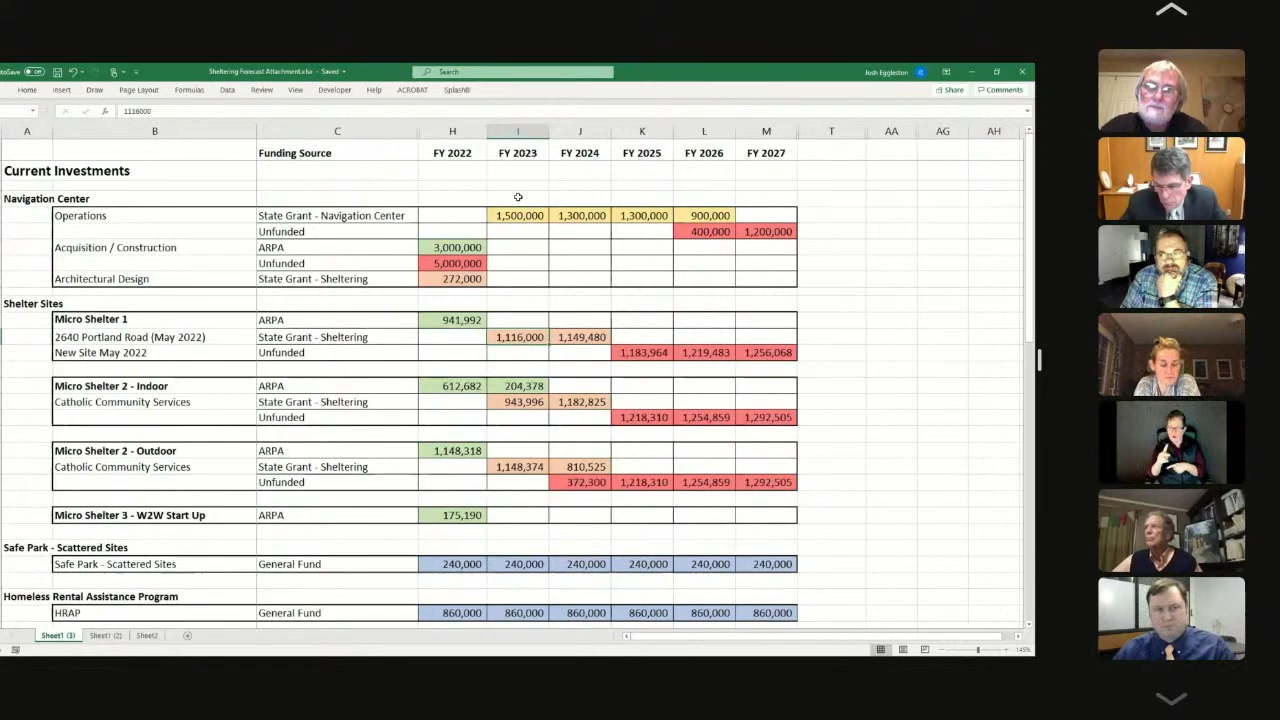 AutoSave Off Sheltering Forecast Attachment.xlsx - Saved Search Josh Eggleston
Home Insert Draw Page Layout Formulas Data Review View Developer Help ACROBAT SplashBI Share Comments
fx 1116000
A B C H I J K L M T AA AG AH
Funding Source FY 2022 FY 2023 FY 2024 FY 2025 FY 2026 FY 2027
Current Investments
Navigation Center
Operations State Grant - Navigation Center 1,500,000 1,300,000 1,300,000 900,000
Unfunded 400,000 1,200,000
Acquisition / Construction ARPA 3,000,000
Unfunded 5,000,000
Architectural Design State Grant - Sheltering 272,000
Shelter Sites
Micro Shelter 1 ARPA 941,992
2640 Portland Road (May 2022) State Grant - Sheltering 1,116,000 1,149,480
New Site May 2022 Unfunded 1,183,964 1,219,483 1,256,068
Micro Shelter 2 - Indoor ARPA 612,682 204,378
Catholic Community Services State Grant - Sheltering 943,996 1,182,825
Unfunded 1,218,310 1,254,859 1,292,505
Micro Shelter 2 - Outdoor ARPA 1,148,318
Catholic Community Services State Grant - Sheltering 1,148,374 810,525
Unfunded 372,300 1,218,310 1,254,859 1,292,505
Micro Shelter 3 - W2W Start Up ARPA 175,190
Safe Park - Scattered Sites
Safe Park - Scattered Sites General Fund 240,000 240,000 240,000 240,000 240,000 240,000
Homeless Rental Assistance Program
HRAP General Fund 860,000 860,000 860,000 860,000 860,000 860,000
Sheet1 (3) Sheet1 (2) Sheet2
145%